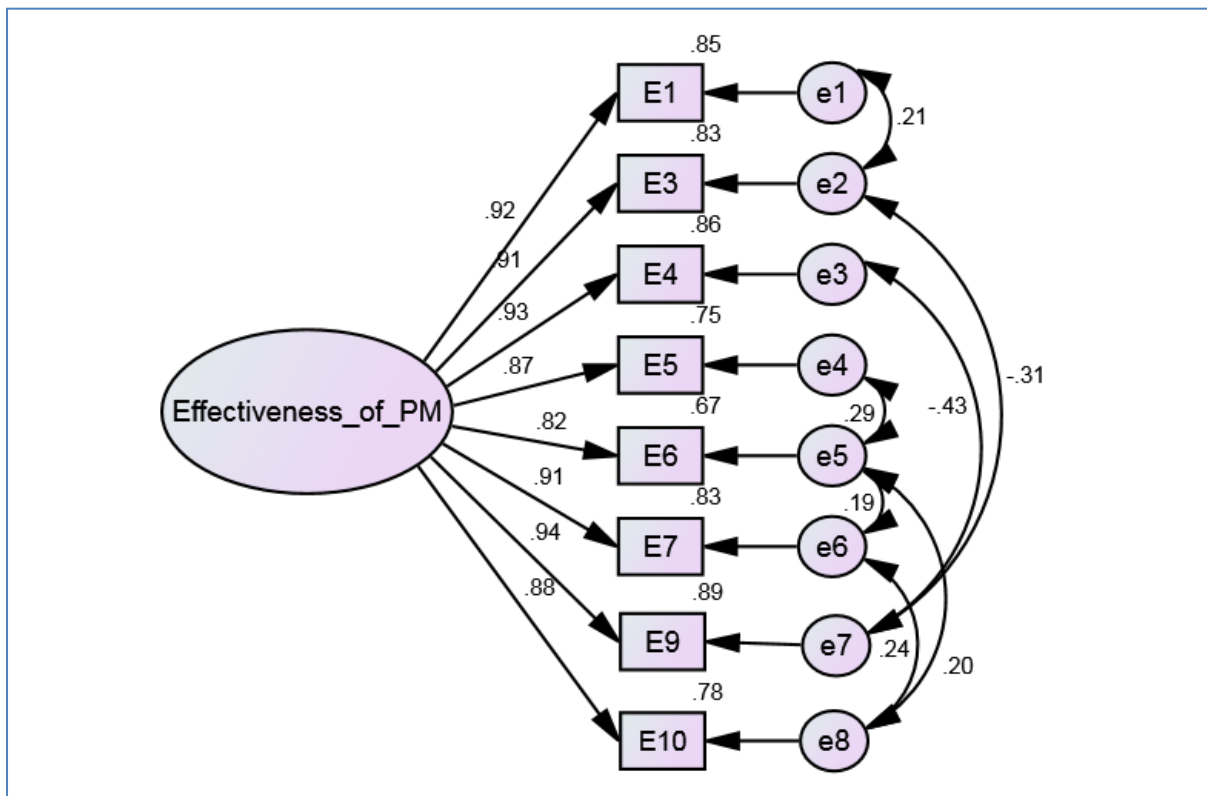 .85
E1
e1
.21
.83
E3
e2
.92
.86
.91
E4
e3
.93
.75
.87
E5
e4
-.31
.67
.29
-.43
Effectiveness_of_PM
.82
E6
e5
.83
.91
.19
.94
E7
e6
.88
.89
E9
e7
.24
.20
.78
E10
e8